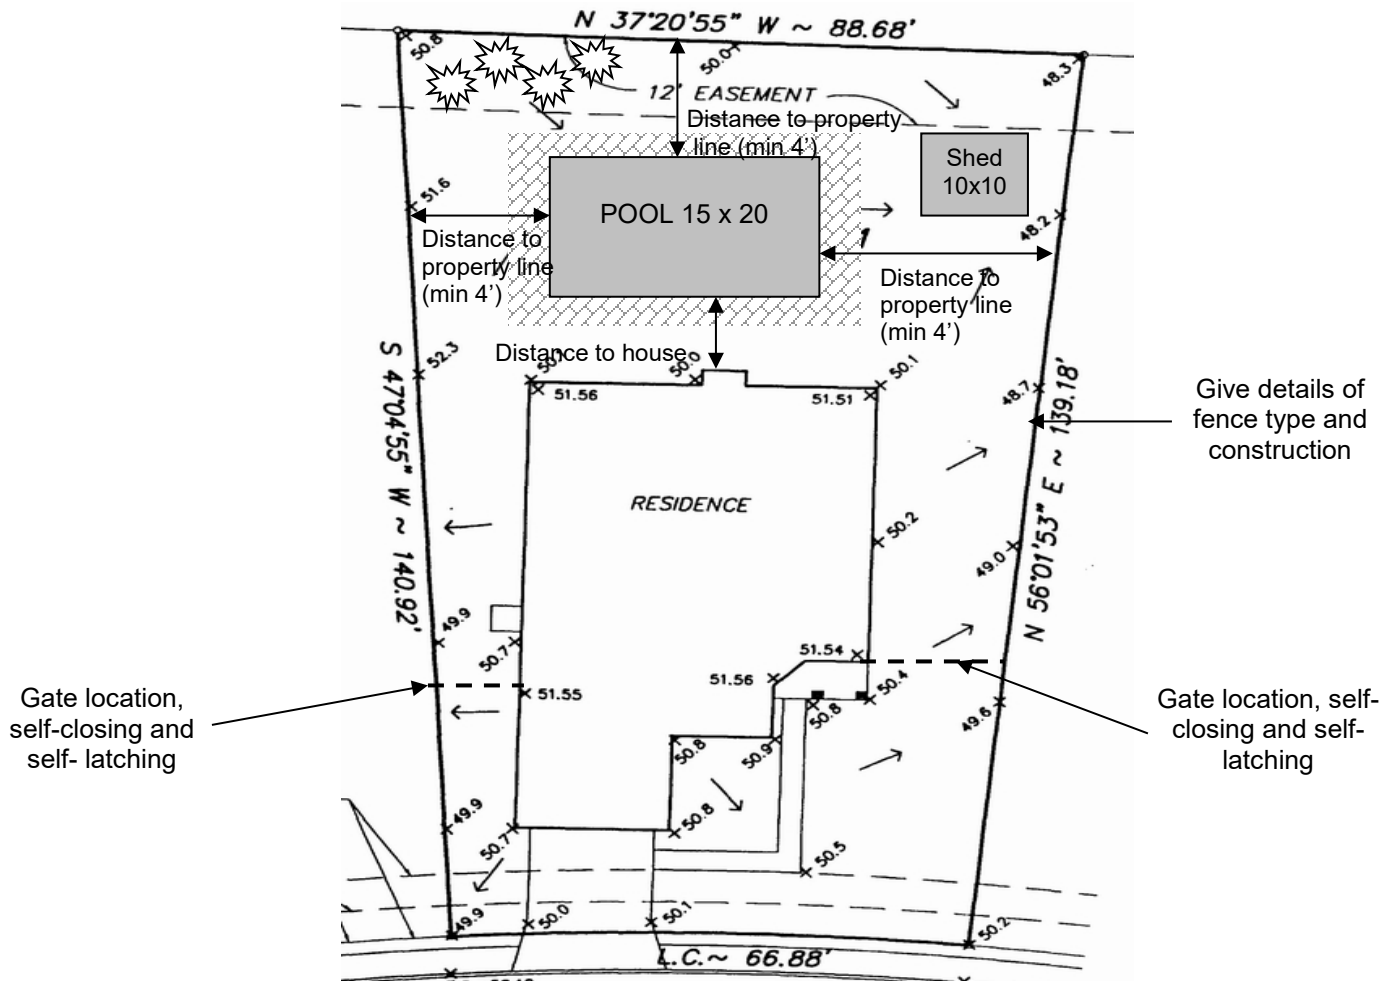 N 37°20'55" W ~ 88.68'
50.8
50.0
48.3
12' EASEMENT
Distance to property
line (min 4')
Shed
10x10
51.6
POOL 15 x 20
48.2
Distance to
property line
(min 4')
Distance to
property line
(min 4')
Distance to house
52.3
50.0
50.1
51.56
51.51
48.7
S 47°04'55" W ~ 140.92'
N 56°01'53" E ~ 139.18'
Give details of
fence type and
construction
RESIDENCE
50.2
49.0
49.9
50.7
51.54
51.56
51.55
50.4
50.8
49.6
Gate location,
self-closing and
self- latching
Gate location, self-
closing and self-
latching
50.8
50.9
49.9
50.7
50.8
50.5
49.9
50.0
50.1
50.2
L.C.~ 66.88'